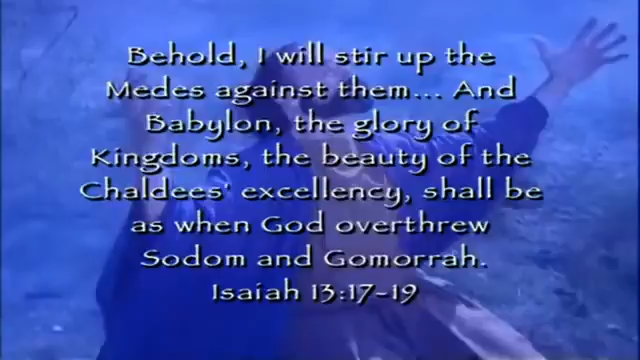 Behold, I will stir up the
Medes against them... And
Babylon, the glory of
Kingdoms, the beauty of the
Chaldees' excellency, shall be
as when God overthrew
Sodom and Gomorrah.
Isaiah 13:17-19